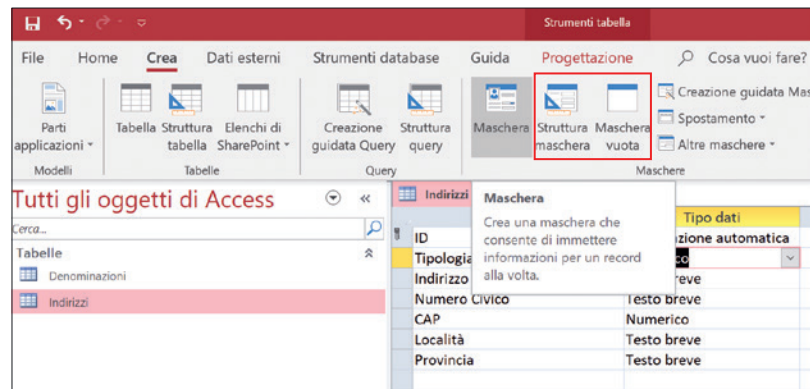 Strumenti tabella
File Home Crea Dati esterni Strumenti database Guida Progettazione Cosa vuoi fare?
Parti applicazioni
Tabella
Struttura tabella
Elenchi di SharePoint
Creazione guidata Query
Struttura query
Maschera
Struttura maschera
Maschera vuota
Creazione guidata Mas
Spostamento
Altre maschere
Modelli Tabelle Query Maschere
Tutti gli oggetti di Access
Cerca...
Tabelle
Denominazioni
Indirizzi
Indirizzi
Maschera
Crea una maschera che
consente di immettere
informazioni per un record
alla volta.
Tipo dati
ID zione automatica
Tipologia co
Indirizzo reve
Numero Civico Testo breve
CAP Numerico
Località Testo breve
Provincia Testo breve